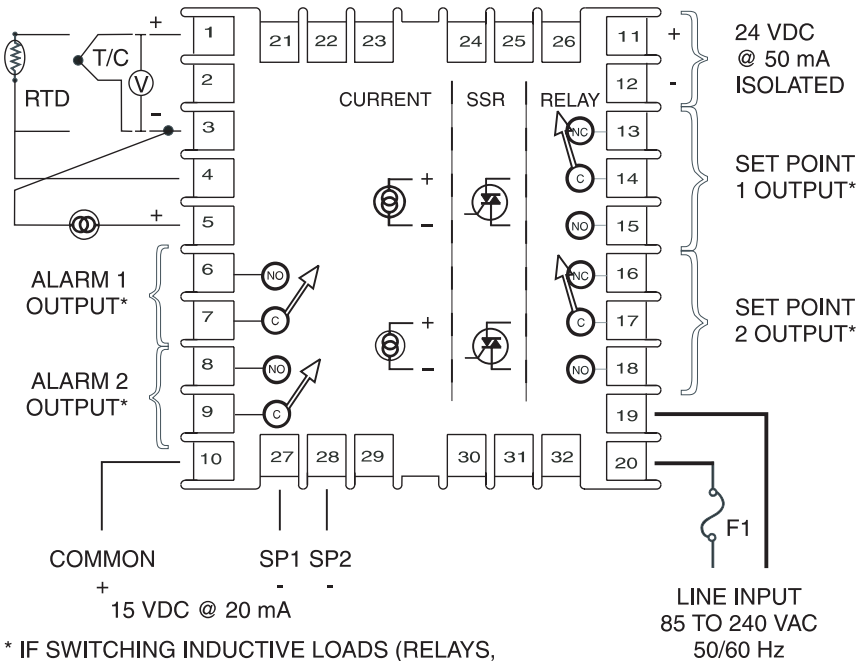 +
1
21
22
23
24
25
26
11
+
24 VDC
@ 50 mA
ISOLATED
T/C
V
RTD
2
12
-
CURRENT
SSR
RELAY
-
3
NC
13
4
+
C
14
SET POINT
1 OUTPUT*
+
5
-
NO
15
ALARM 1
OUTPUT*
6
NO
NC
16
7
C
+
C
17
SET POINT
2 OUTPUT*
ALARM 2
OUTPUT*
8
NO
-
NO
18
9
C
19
10
27
28
29
30
31
32
20
F1
COMMON
+
SP1 SP2
- -
15 VDC @ 20 mA
LINE INPUT
85 TO 240 VAC
50/60 Hz
* IF SWITCHING INDUCTIVE LOADS (RELAYS,